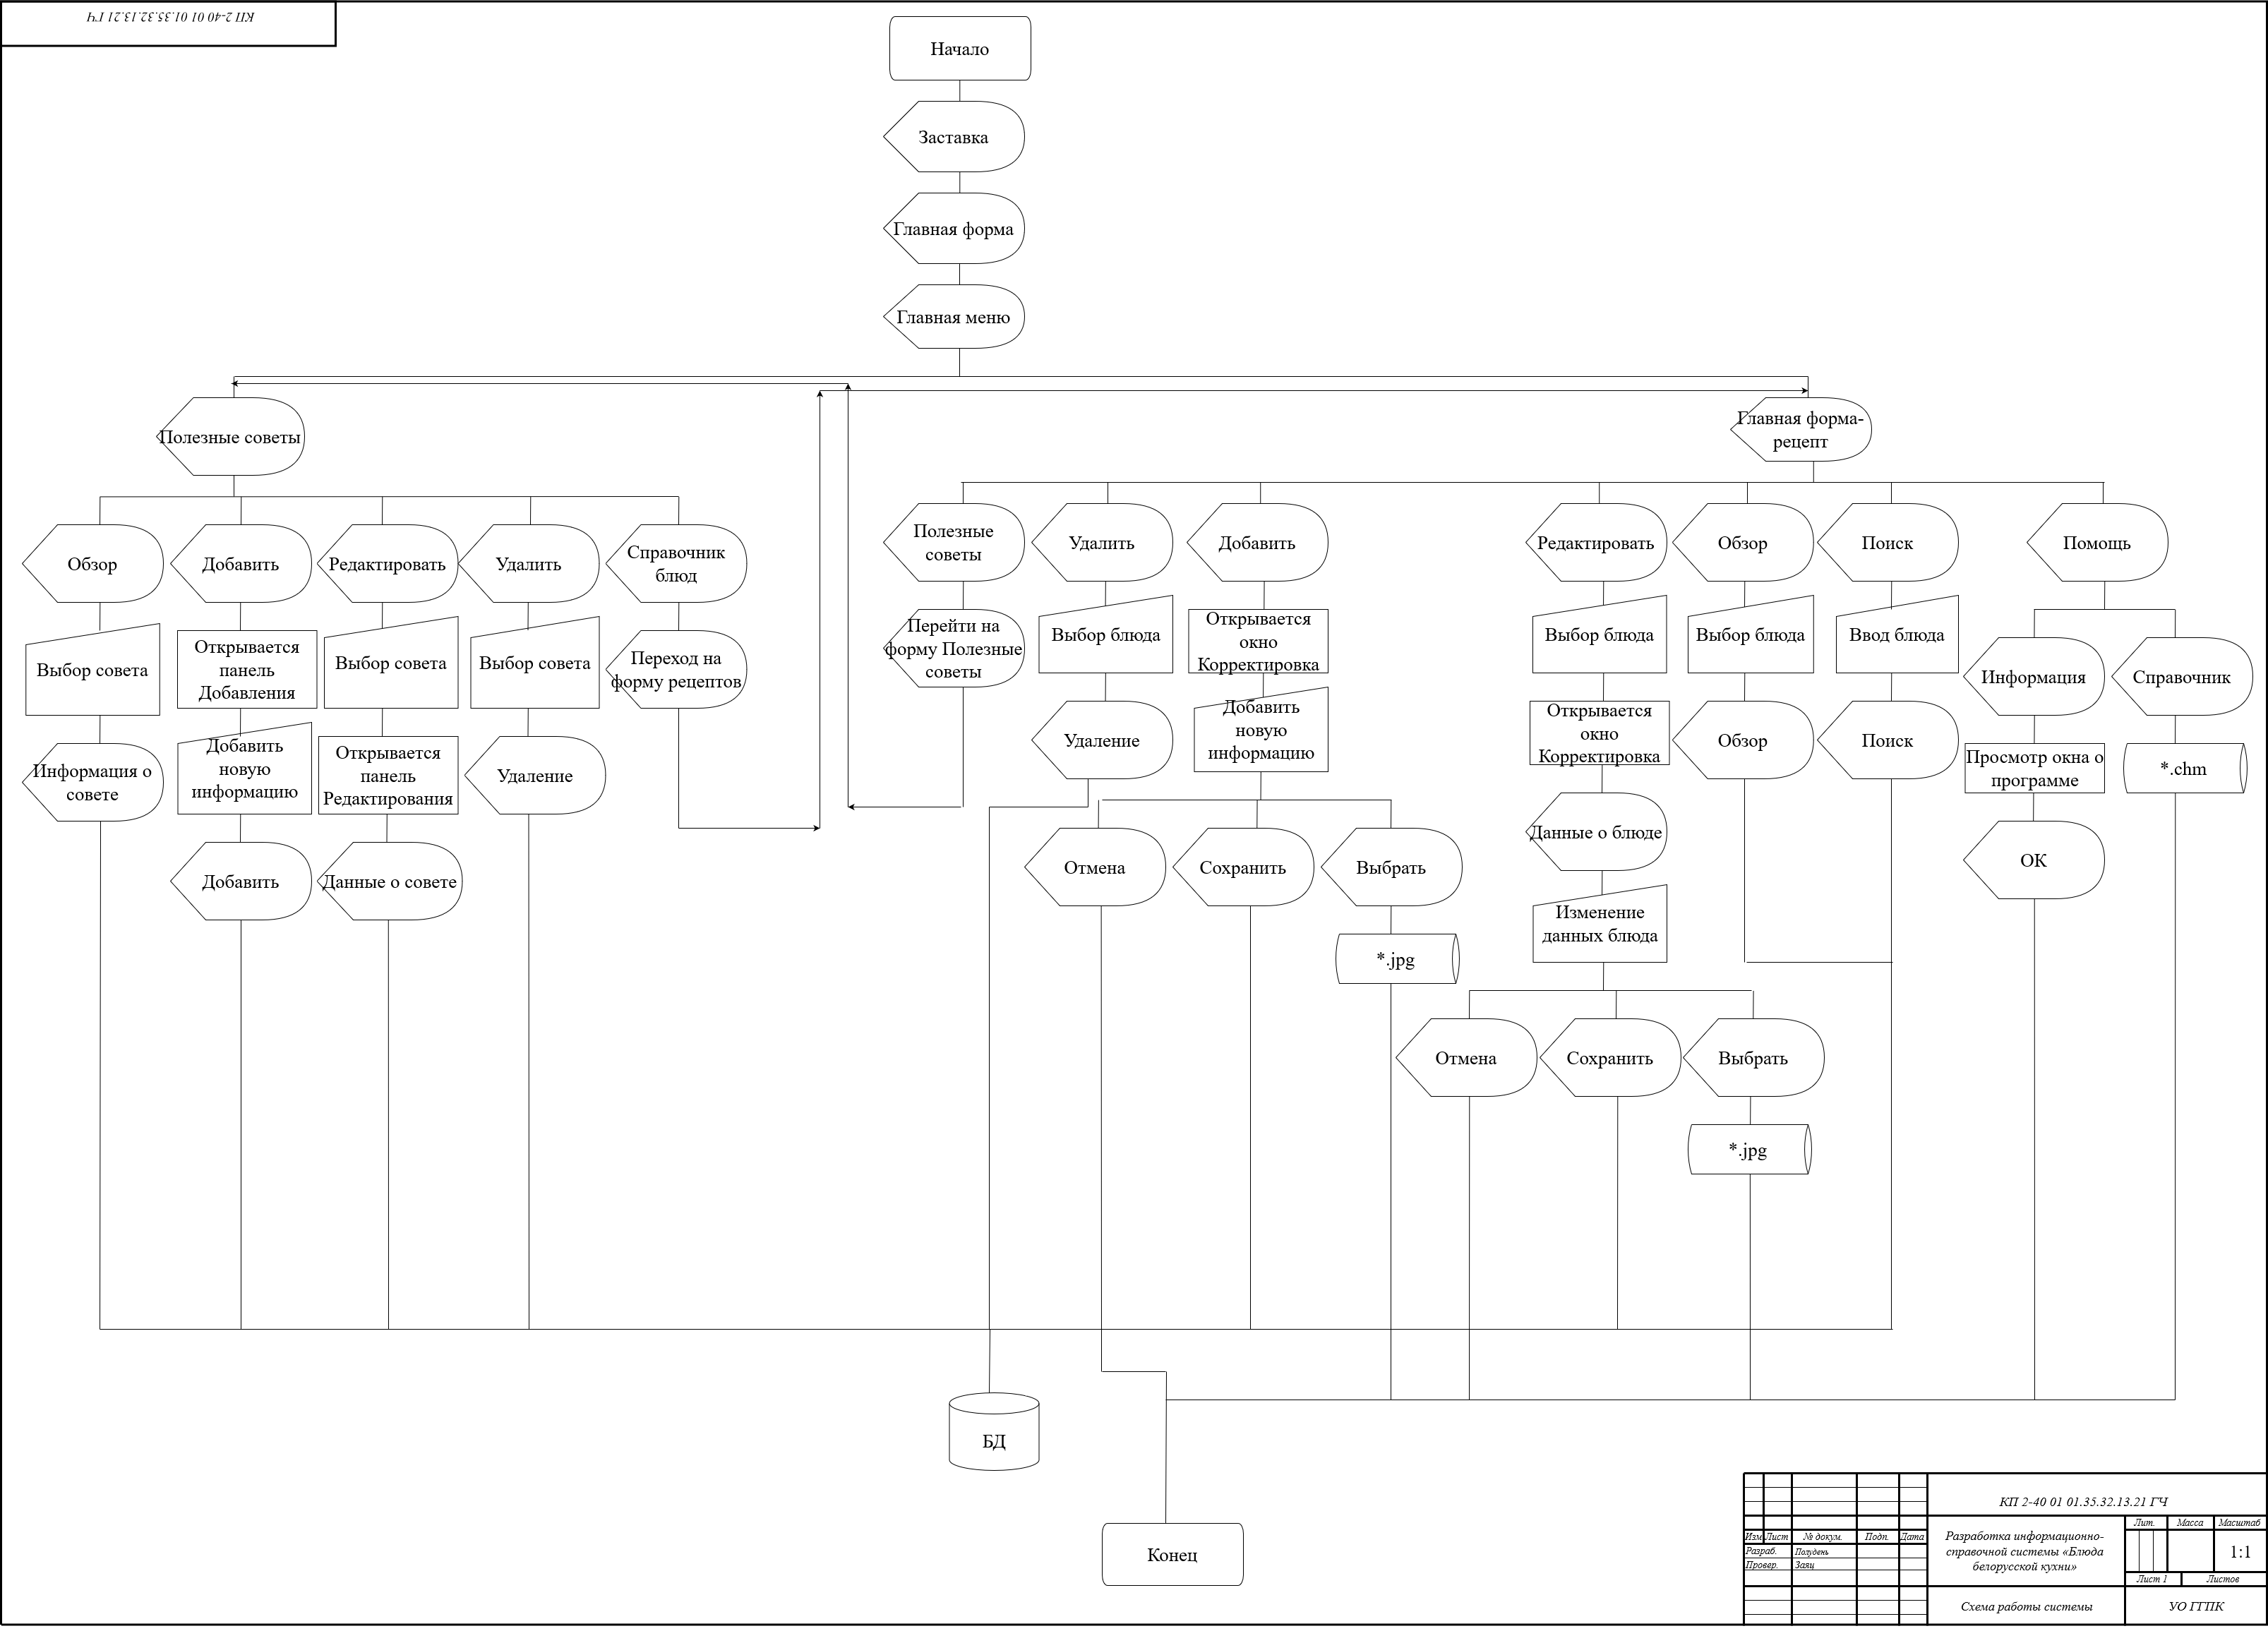 КП 2-40 01 01.35.32.13.21 ГЧ
Начало
Заставка
Главная форма
Главная меню
Полезные советы
Главная форма-
рецепт
Обзор
Добавить
Редактировать
Удалить
Справочник
блюд
Полезные
советы
Удалить
Добавить
Редактировать
Обзор
Поиск
Помощь
Выбор совета
Открывается
панель
Добавления
Выбор совета
Выбор совета
Переход на
форму рецептов
Перейти на
форму Полезные
советы
Выбор блюда
Открывается
окно
Корректировка
Выбор блюда
Выбор блюда
Ввод блюда
Информация
Справочник
Информация о
совете
Добавить
новую
информацию
Открывается
панель
Редактирования
Удаление
Удаление
Добавить
новую
информацию
Открывается
окно
Корректировка
Обзор
Поиск
Просмотр окна о
программе
*.chm
Добавить
Данные о совете
Отмена
Сохранить
Выбрать
Данные о блюде
ОК
*.jpg
Изменение
данных блюда
Отмена
Сохранить
Выбрать
*.jpg
БД
Конец
КП 2-40 01 01.35.32.13.21 ГЧ
Изм Лист № докум. Подп. Дата
Разраб. Полудень
Провер. Заяц
Разработка информационно-
справочной системы «Блюда
белорусской кухни»
Лит. Масса Масштаб
1:1
Лист 1 Листов
Схема работы системы
УО ГГПК